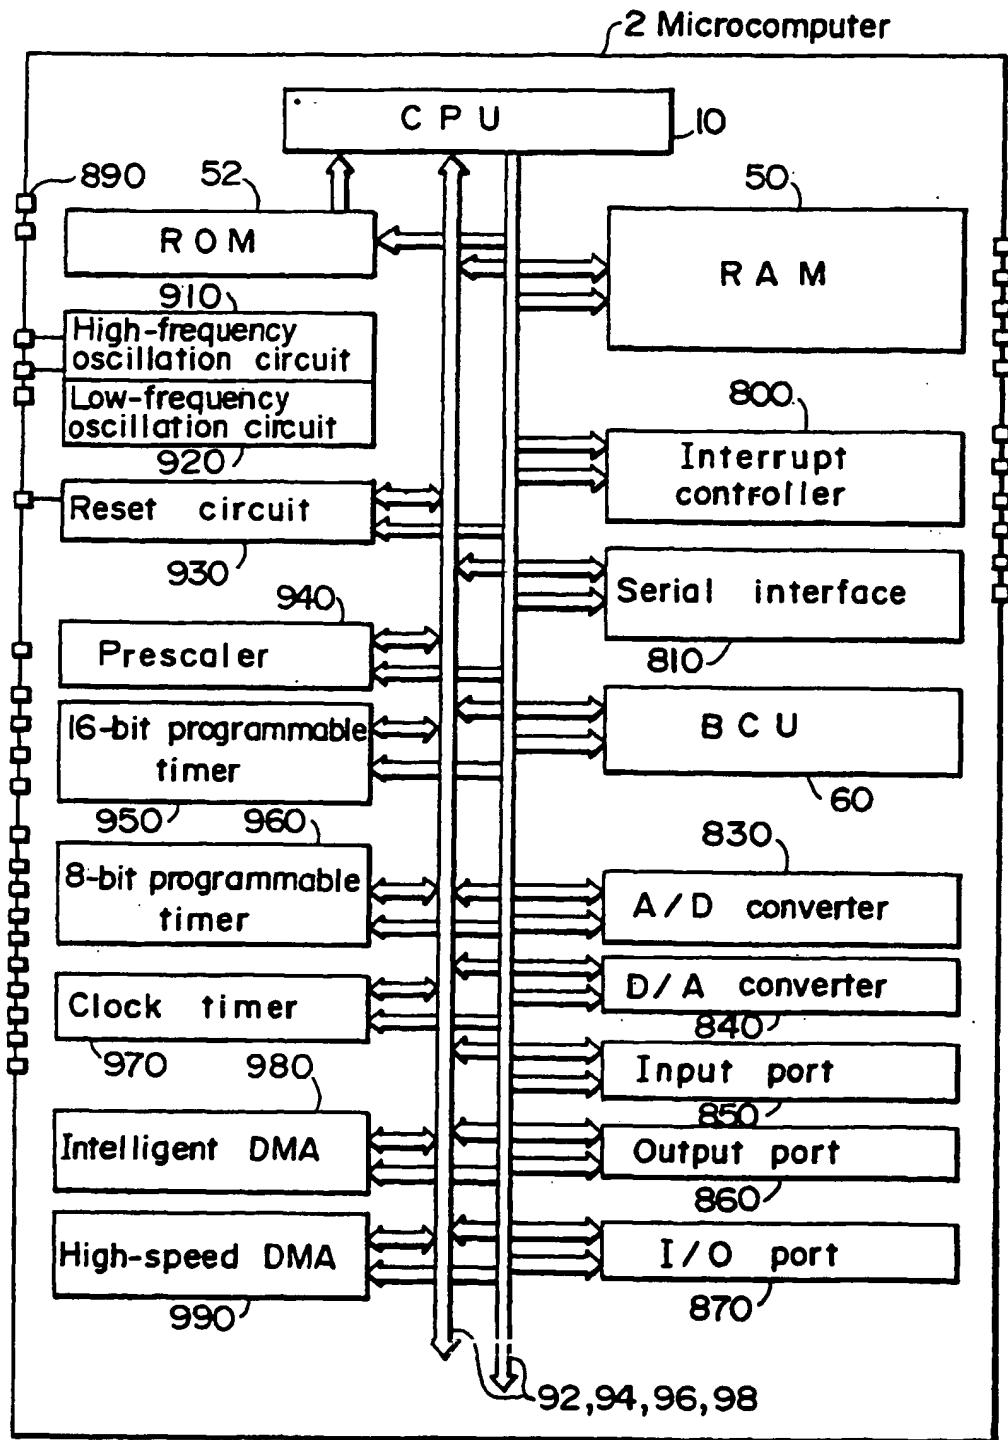 2 Microcomputer
CPU
10
890
52
50
ROM
RAM
910
High-frequency
oscillation circuit
Low-frequency
oscillation circuit
920
800
Interrupt
controller
Reset circuit
930
Serial interface
810
940
Prescaler
16-bit programmable
timer
950
BCU
60
960
8-bit programmable
timer
830
A/D converter
Clock timer
970
D/A converter
840
980
Input port
850
Intelligent DMA
Output port
860
High-speed DMA
990
I/O port
870
92, 94, 96, 98